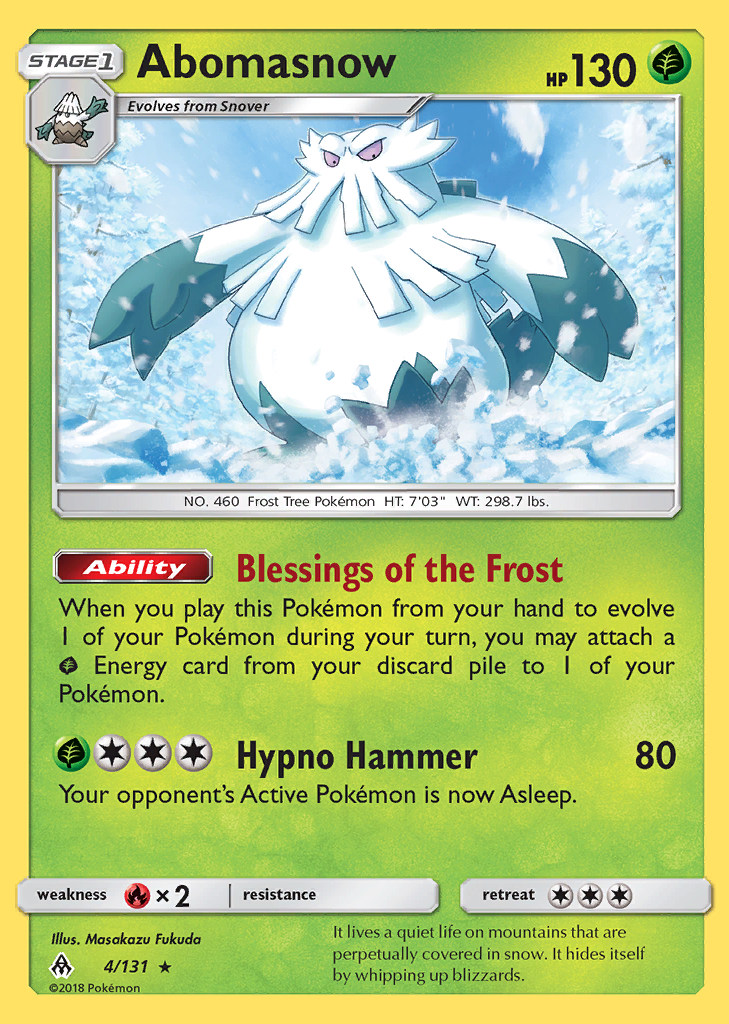 STAGE 1
Abomasnow
HP 130
Evolves from Snover
NO. 460 Frost Tree Pokémon HT: 7'03" WT: 298.7 lbs.
Ability Blessings of the Frost
When you play this Pokémon from your hand to evolve
1 of your Pokémon during your turn, you may attach a
Energy card from your discard pile to 1 of your
Pokémon.
Hypno Hammer 80
Your opponent's Active Pokémon is now Asleep.
weakness × 2 resistance retreat
Illus. Masakazu Fukuda
4/131 ★
©2018 Pokémon
It lives a quiet life on mountains that are
perpetually covered in snow. It hides itself
by whipping up blizzards.